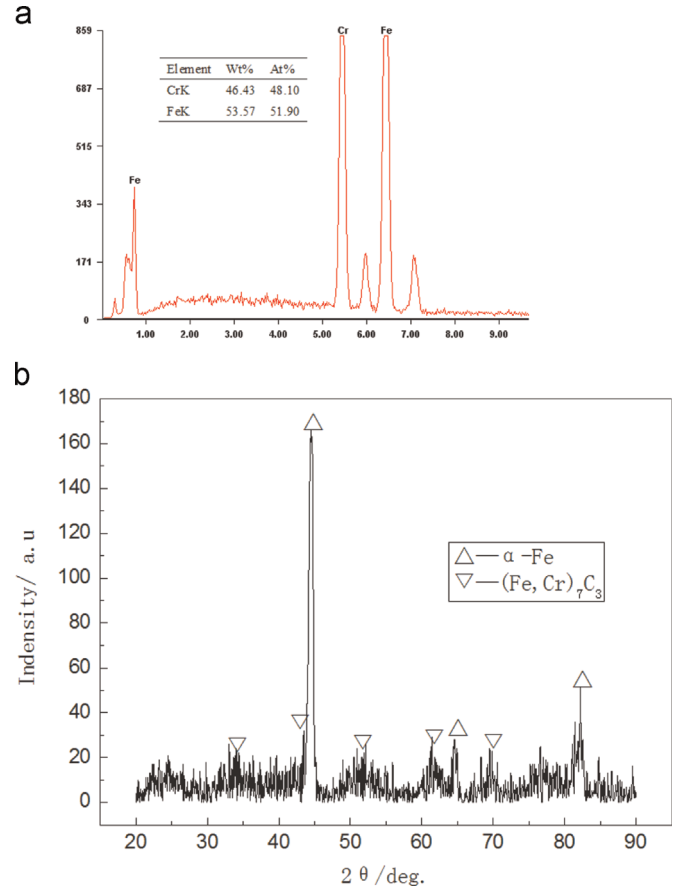 a
859
Cr
Fe
Element Wt% At%
CrK 46.43 48.10
FeK 53.57 51.90
687
515
343
Fe
171
0
1.00 2.00 3.00 4.00 5.00 6.00 7.00 8.00 9.00
b
180
160
140
120
100
80
60
40
20
0
△—α-Fe
▽—(Fe,Cr)₇C₃
Indensity/ a.u
20 30 40 50 60 70 80 90
2θ/deg.